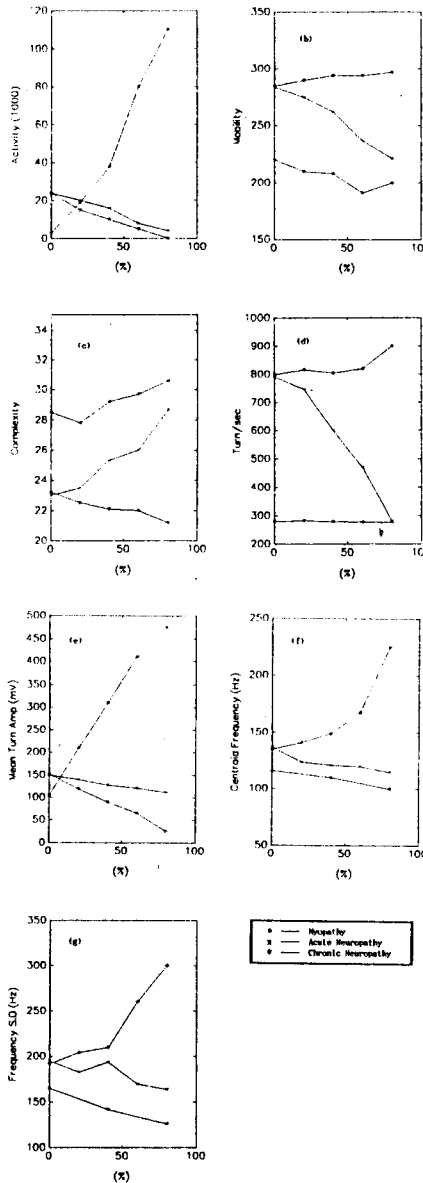 120
100
80
60
40
20
0
0 50 100
Activity (1000)
(%)
(b)
350
300
250
200
150
0 50 100
Mobility
(%)
(c)
34
32
30
28
26
24
22
20
0 50 100
Complexity
(%)
(d)
1000
900
800
700
600
500
400
300
200
0 50 100
Turn/sec
(%)
(e)
500
450
400
350
300
250
200
150
100
50
0
0 50 100
Mean Turn Amp (mv)
(%)
(f)
250
200
150
100
50
0 50 100
Centroid Frequency (Hz)
(%)
(g)
350
300
250
200
150
100
0 50 100
Frequency S.D (Hz)
(%)
Myopathy
Acute Neuropathy
Chronic Neuropathy